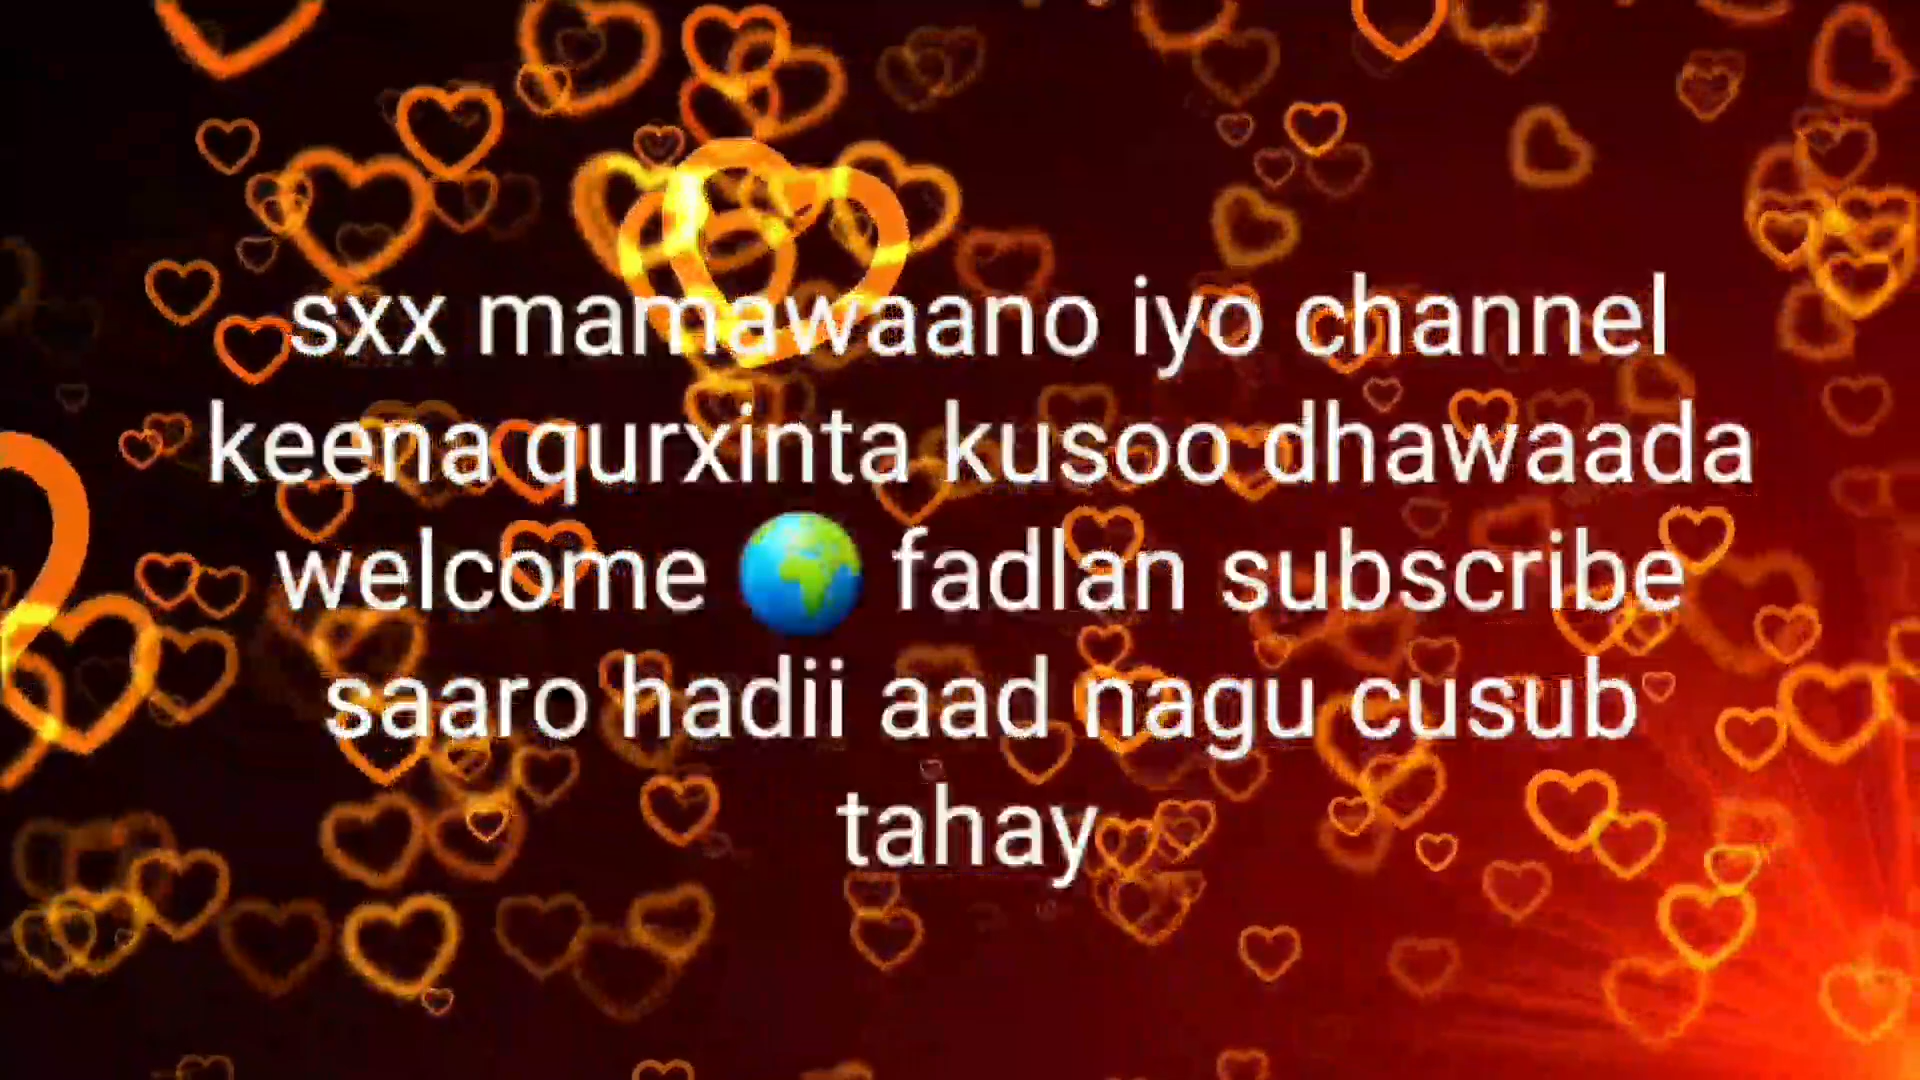 sxx mamawaano iyo channel
keena qurxinta kusoo dhawaada
welcome 🌍 fadlan subscribe
saaro hadii aad nagu cusub
tahay